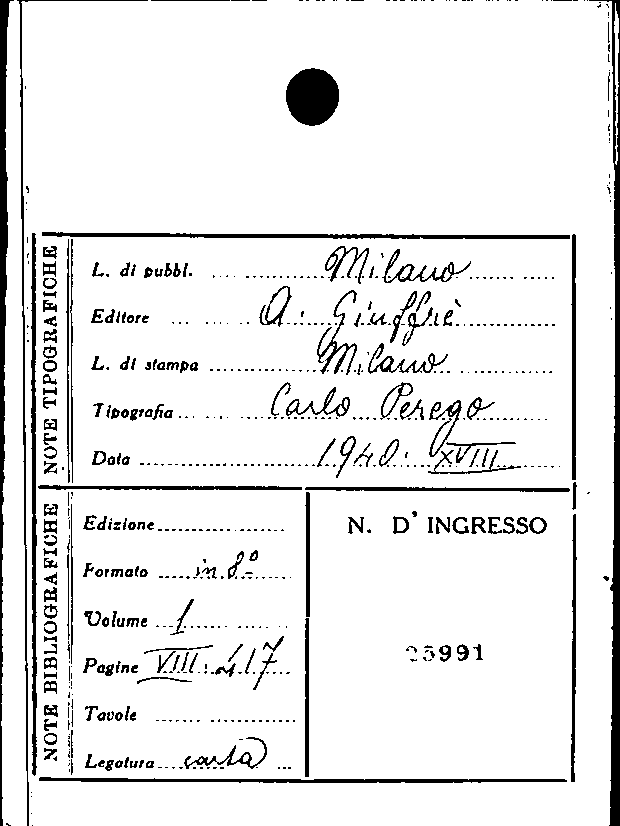 NOTE TIPOGRAFICHE
L. di pubbl. Milano
Editore A. Giuffrè
L. di stampa Milano
Tipografia Carlo Perego
Data 1940. XVIII
NOTE BIBLIOGRAFICHE
Edizione
Formato in 8º
Volume 1
Pagine VIII. 417
Tavole
Legatura carta
N. D' INGRESSO
25991